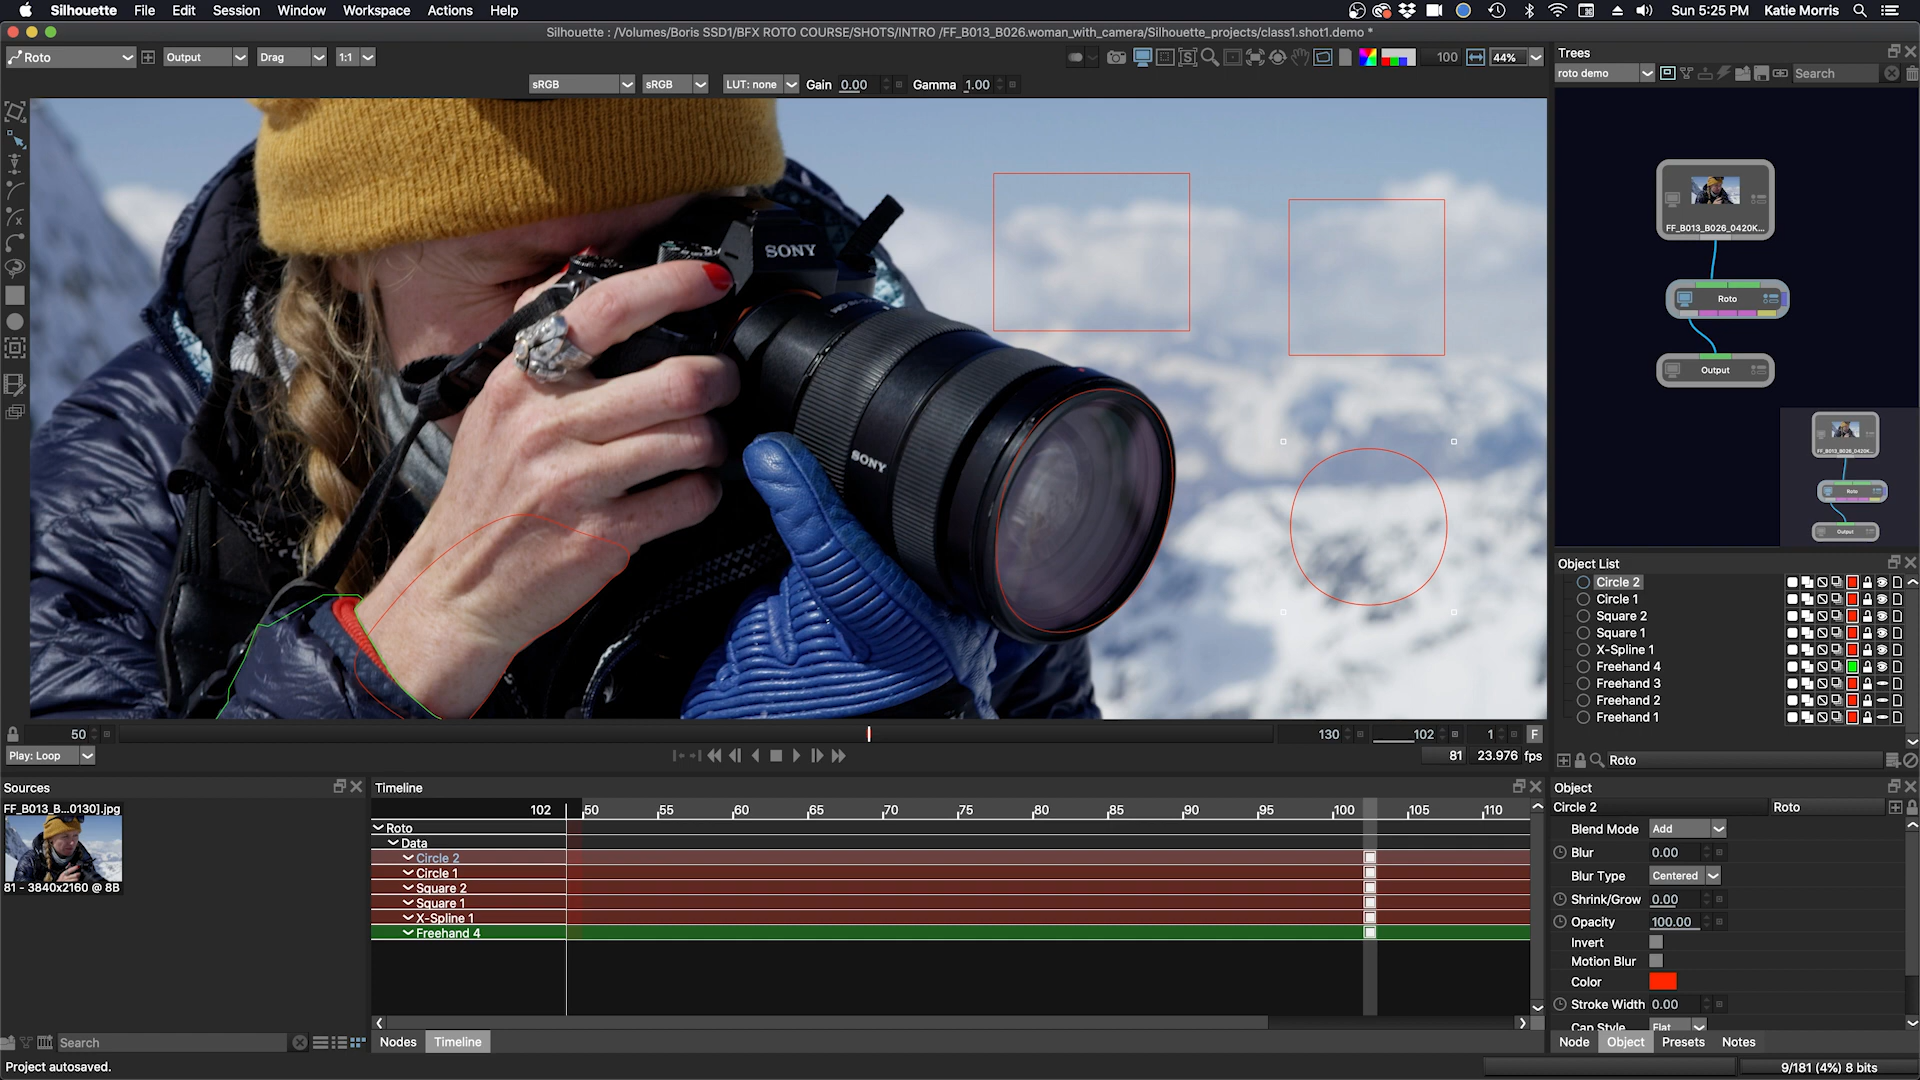 Silhouette File Edit Session Window Workspace Actions Help Sun 5:25 PM Katie Morris
Silhouette : /Volumes/Boris SSD1/BFX ROTO COURSE/SHOTS/INTRO /FF_B013_B026.woman_with_camera/Silhouette_projects/class1.shot1.demo *
Roto Output Drag 1:1 100 44%
sRGB sRGB LUT: none Gain 0.00 Gamma 1.00
SONY
SONY
50 130 102 1 F
Play: Loop 81 23.976 fps
Trees
roto demo Search
FF_B013_B026_0420K...
Roto
Output
FF_B013_B026_0420K...
Roto
Output
Object List
Circle 2
Circle 1
Square 2
Square 1
X-Spline 1
Freehand 4
Freehand 3
Freehand 2
Freehand 1
Roto
Sources
FF_B013_B...0130].jpg
81 - 3840x2160 @ 8B
Search
Timeline
102 50 55 60 65 70 75 80 85 90 95 100 105 110
Roto
Data
Circle 2
Circle 1
Square 2
Square 1
X-Spline 1
Freehand 4
Nodes Timeline
Object
Circle 2 Roto
Blend Mode Add
Blur 0.00
Blur Type Centered
Shrink/Grow 0.00
Opacity 100.00
Invert
Motion Blur
Color
Stroke Width 0.00
Cap Style Flat
Node Object Presets Notes
Project autosaved. 9/181 (4%) 8 bits